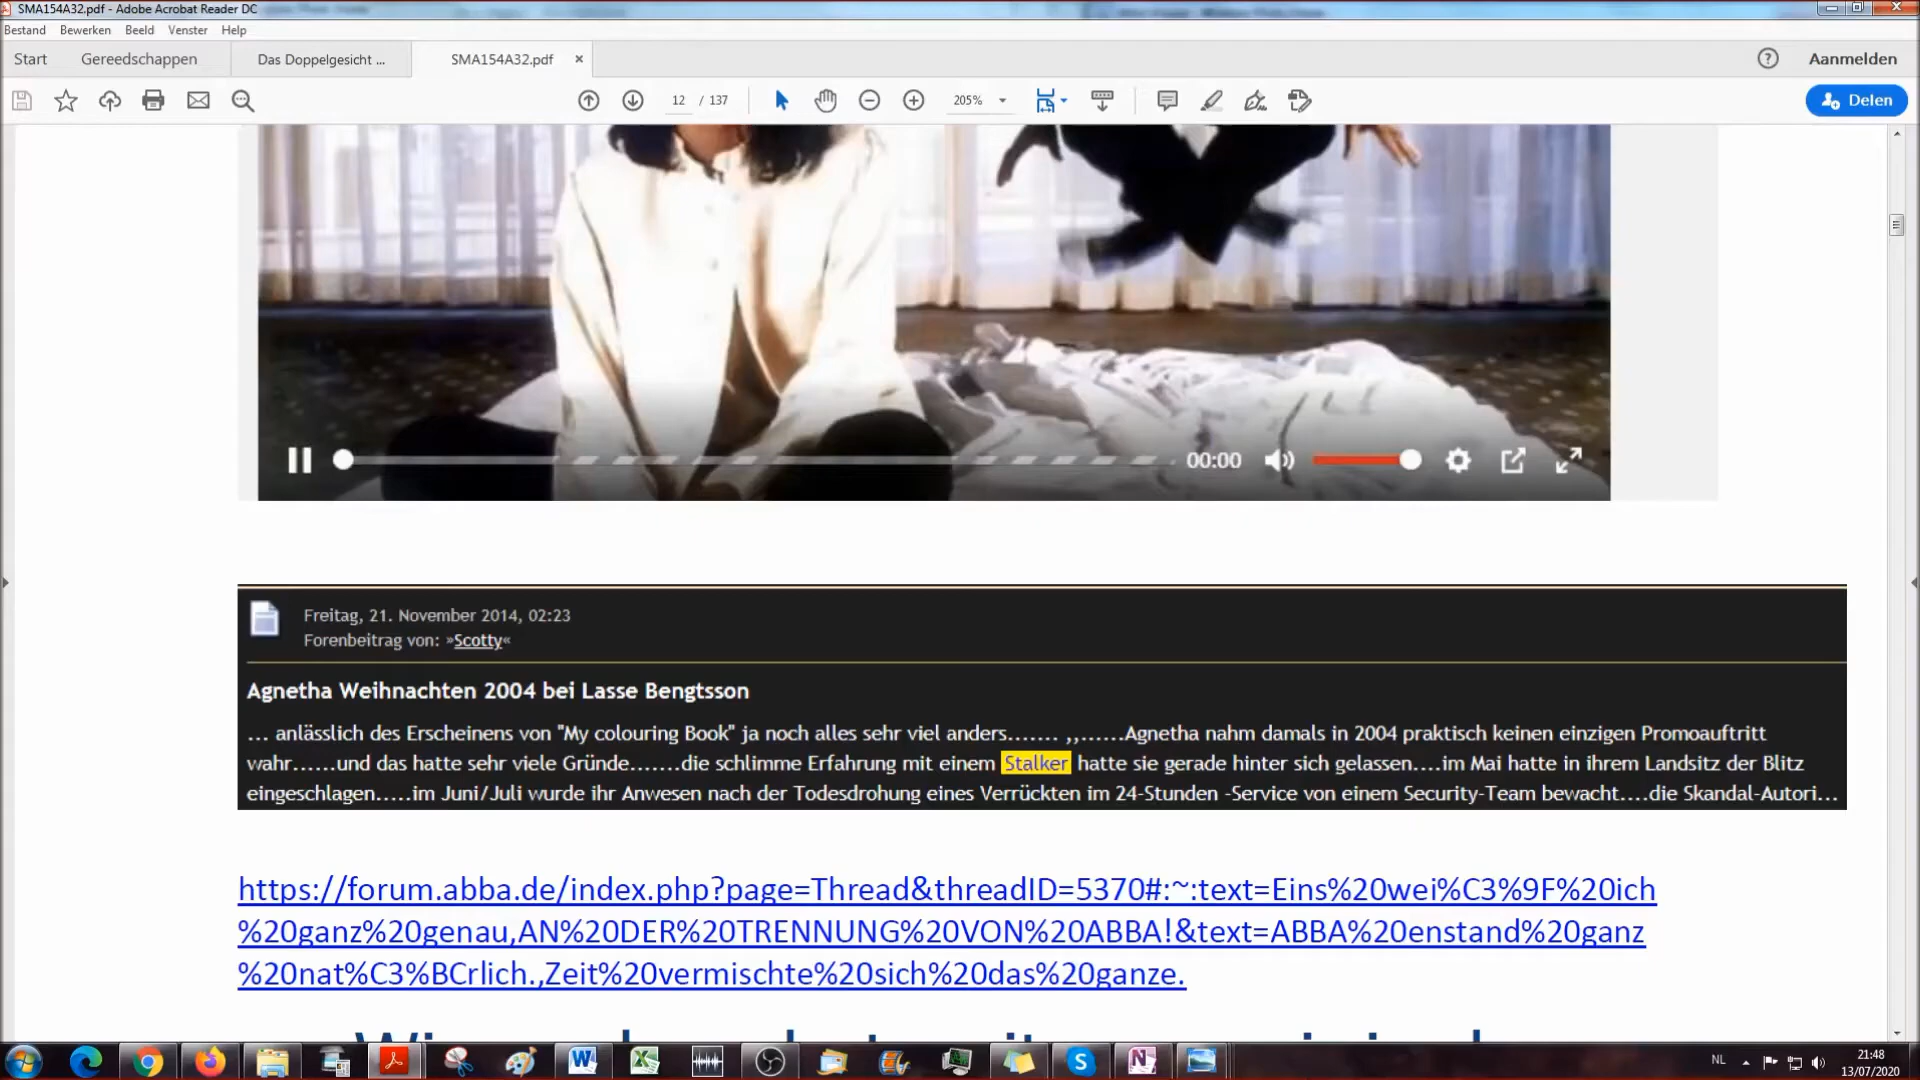 SMA154A32.pdf - Adobe Acrobat Reader DC
Bestand Bewerken Beeld Venster Help
Start Gereedschappen Das Doppelgesicht ... SMA154A32.pdf × Aanmelden
12 / 137 205% Delen
00:00
Freitag, 21. November 2014, 02:23
Forenbeitrag von: »Scotty«
Agnetha Weihnachten 2004 bei Lasse Bengtsson
... anlässlich des Erscheinens von "My colouring Book" ja noch alles sehr viel anders....... ,,......Agnetha nahm damals in 2004 praktisch keinen einzigen Promoauftritt
wahr......und das hatte sehr viele Gründe.......die schlimme Erfahrung mit einem Stalker hatte sie gerade hinter sich gelassen....im Mai hatte in ihrem Landsitz der Blitz
eingeschlagen.....im Juni/Juli wurde ihr Anwesen nach der Todesdrohung eines Verrückten im 24-Stunden -Service von einem Security-Team bewacht....die Skandal-Autori...
https://forum.abba.de/index.php?page=Thread&threadID=5370#:~:text=Eins%20wei%C3%9F%20ich
%20ganz%20genau,AN%20DER%20TRENNUNG%20VON%20ABBA!&text=ABBA%20enstand%20ganz
%20nat%C3%BCrlich.,Zeit%20vermischte%20sich%20das%20ganze.
NL 21:48
13/07/2020